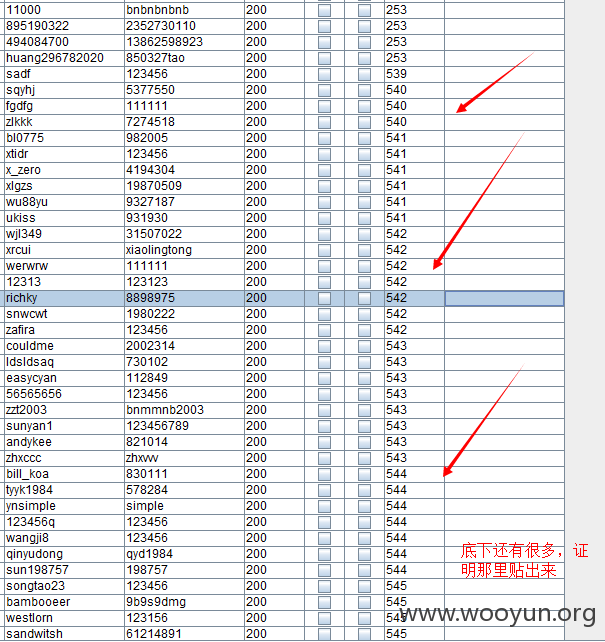 11000 bnbnbnbnb 200 253
895190322 2352730110 200 253
494084700 13862598923 200 253
huang296782020 850327tao 200 253
sadf 123456 200 539
sqyhj 5377550 200 540
fgdfg 111111 200 540
zlkkk 7274518 200 540
bl0775 982005 200 541
xtidr 123456 200 541
x_zero 4194304 200 541
xlgzs 19870509 200 541
wu88yu 9327187 200 541
ukiss 931930 200 541
wjl349 31507022 200 542
xrcui xiaolingtong 200 542
werwrw 111111 200 542
12313 123123 200 542
richky 8898975 200 542
snwcwt 1980222 200 542
zafira 123456 200 542
couldme 2002314 200 543
ldsldsaq 730102 200 543
easycyan 112849 200 543
56565656 123456 200 543
zzt2003 bnmmnb2003 200 543
sunyan1 123456789 200 543
andykee 821014 200 543
zhxccc zhxvvv 200 543
bill_koa 830111 200 544
tyyk1984 578284 200 544
ynsimple simple 200 544
123456q 123456 200 544
wangji8 123456 200 544
qinyudong qyd1984 200 544
sun198757 198757 200 544
底下还有很多，证
明那里贴出来
songtao23 123456 200 545
bambooeer 9b9s9dmg 200 545
westlorn 123156 200 545
sandwitsh 61214891 200 545
www.wooyun.org